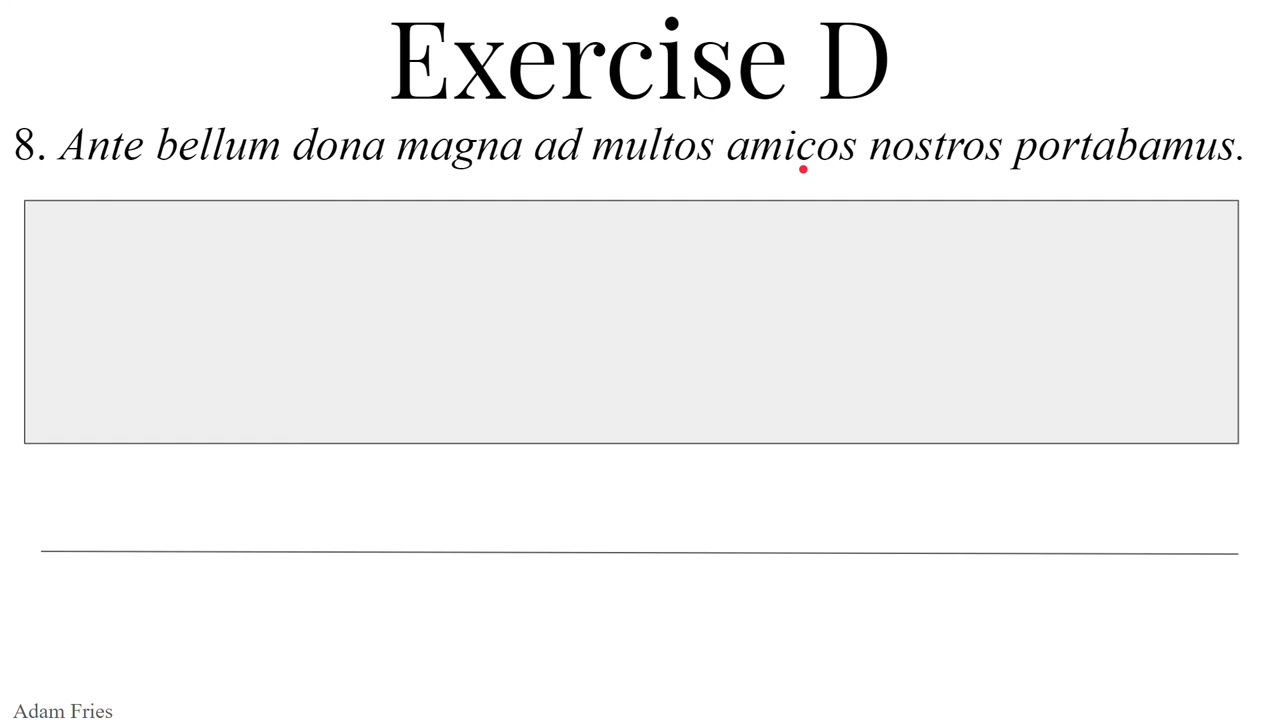 Exercise D
8. Ante bellum dona magna ad multos amicos nostros portabamus.
Adam Fries